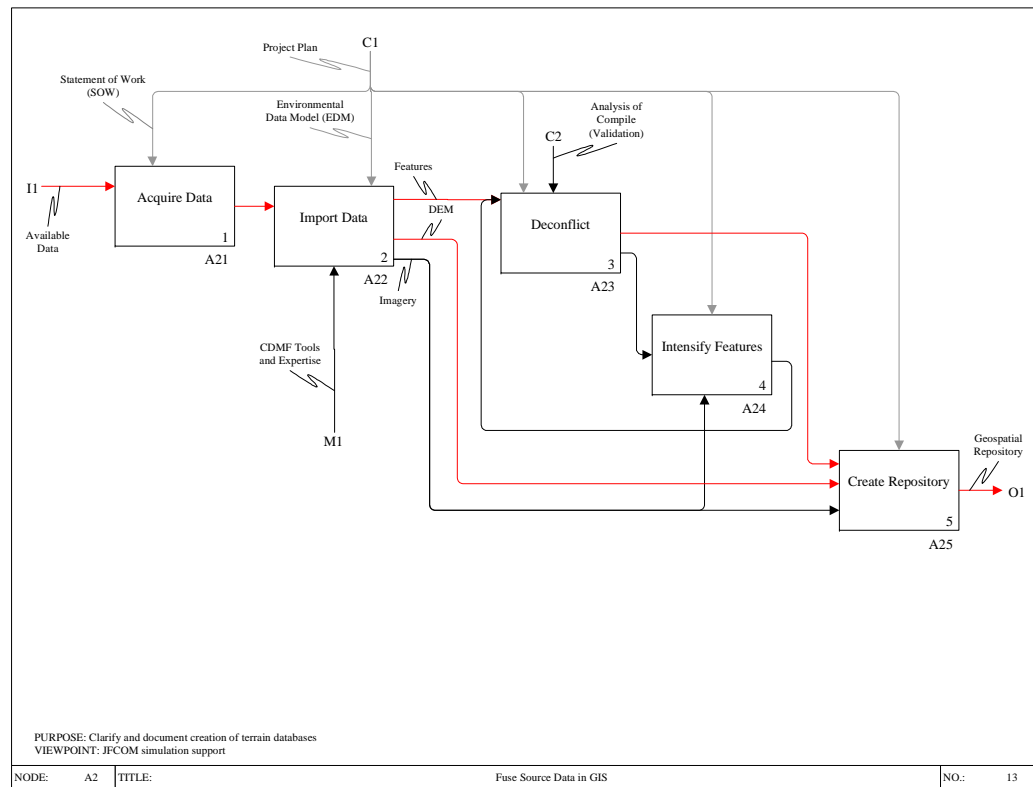 C1
Project Plan
Statement of Work
(SOW)
Environmental
Data Model (EDM)
Analysis of
Compile
(Validation)
C2
Features
I1
Acquire Data
1
A21
Available
Data
Import Data
2
A22
DEM
Imagery
Deconflict
3
A23
CDMF Tools
and Expertise
M1
Intensify Features
4
A24
Geospatial
Repository
Create Repository
5
A25
O1
PURPOSE: Clarify and document creation of terrain databases
VIEWPOINT: JFCOM simulation support
NODE: A2 TITLE: Fuse Source Data in GIS NO.: 13